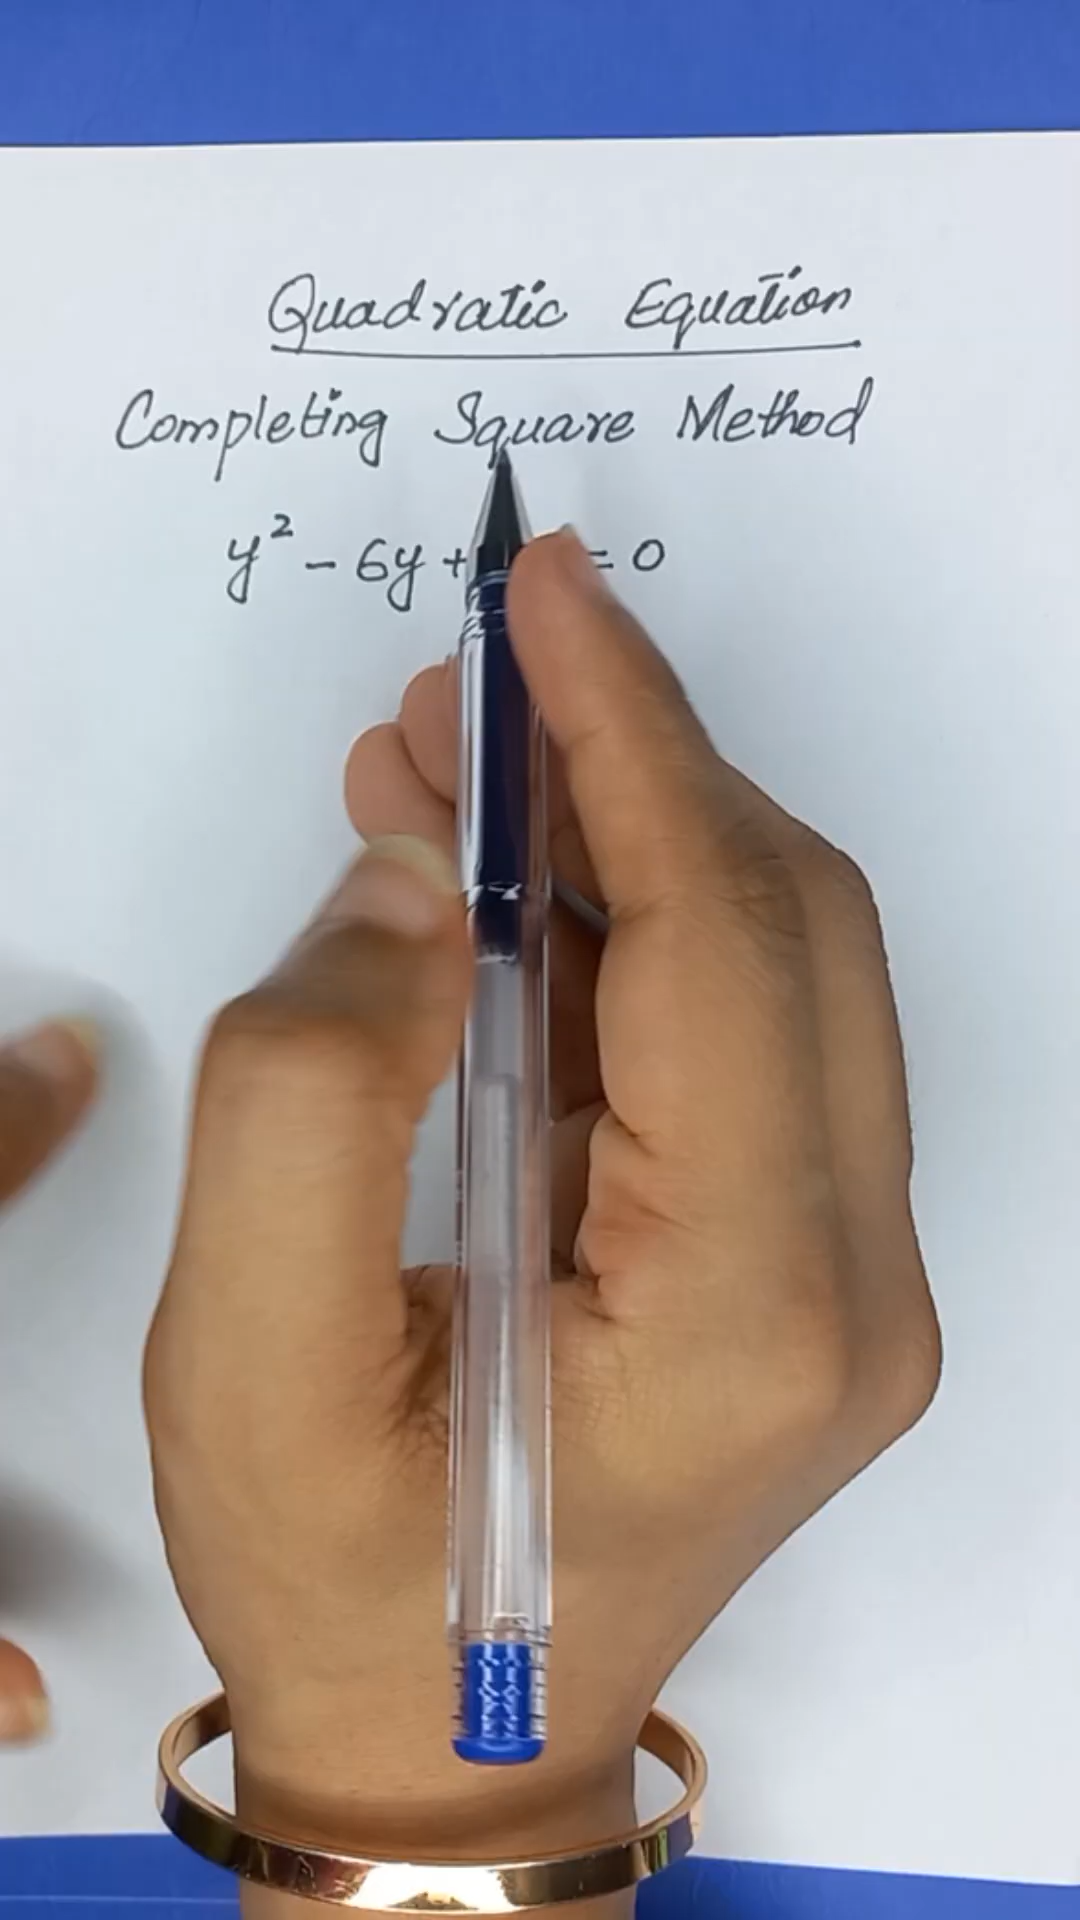 Quadratic Equation
Completing Square Method
y² - 6y + = 0